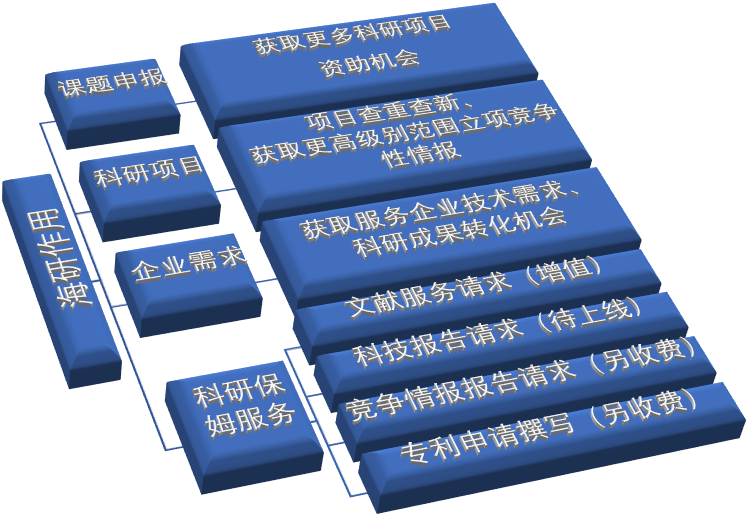 海研作用
课题申报
获取更多科研项目
资助机会
科研项目
项目查重查新、
获取更高级别范围立项竞争
性情报
企业需求
获取服务企业技术需求、
科研成果转化机会
科研保
姆服务
文献服务请求（增值）
科技报告请求（待上线）
竞争情报报告请求（另收费）
专利申请撰写（另收费）